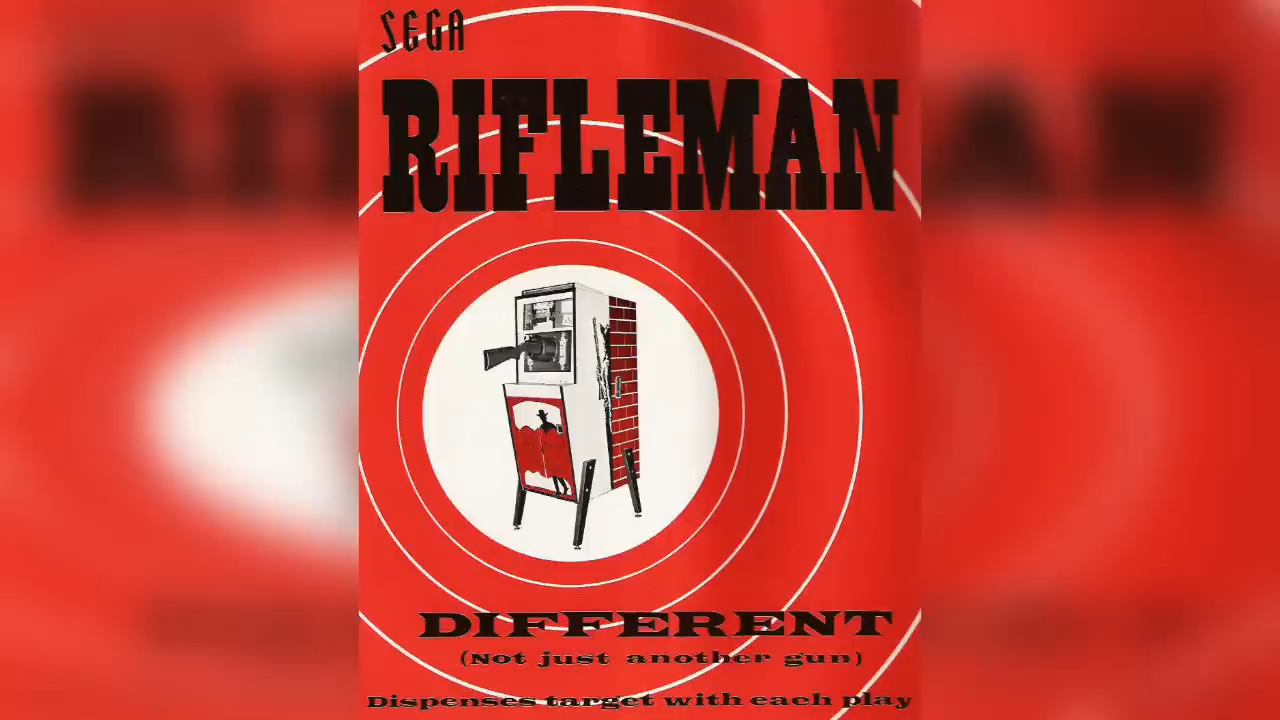 SEGA
RIFLEMAN
DIFFERENT
(Not just another gun)
Dispenses target with each play